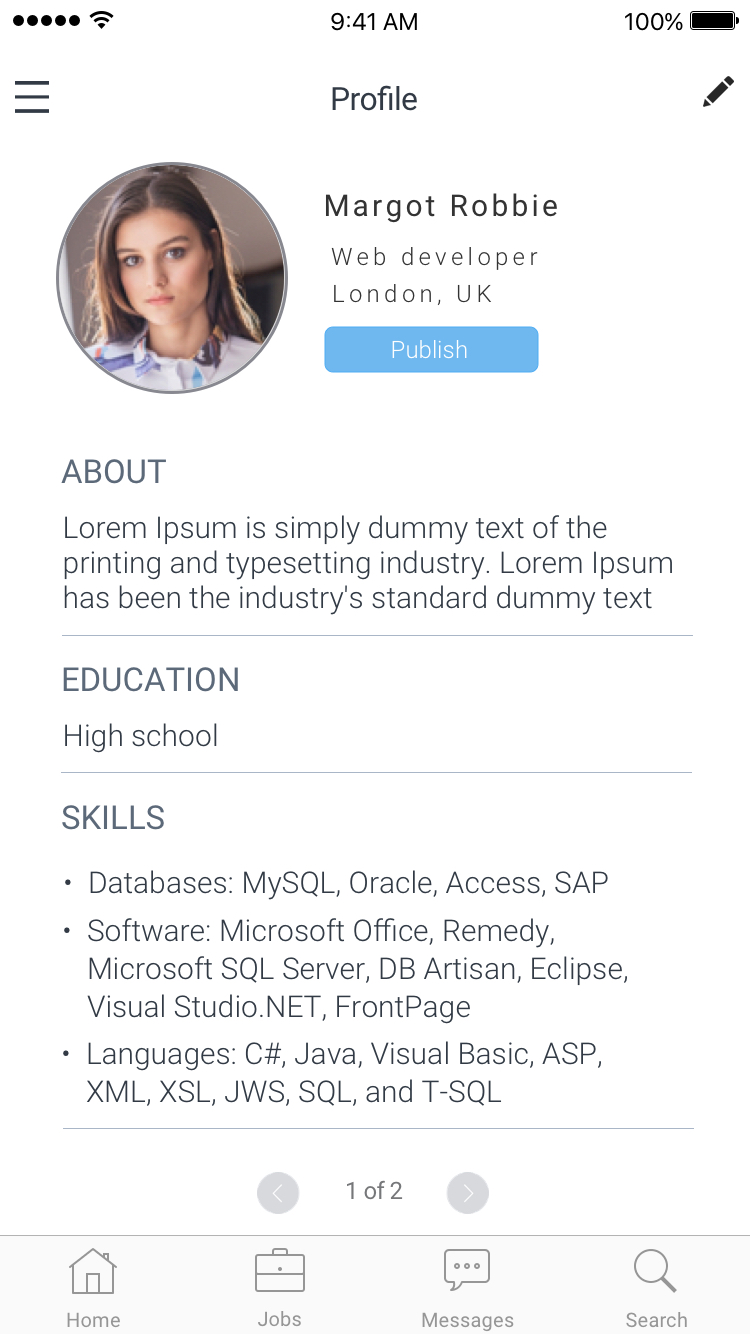 9:41 AM
100%
Profile
Margot Robbie
Web developer
London, UK
Publish
ABOUT
Lorem Ipsum is simply dummy text of the
printing and typesetting industry. Lorem Ipsum
has been the industry's standard dummy text
EDUCATION
High school
SKILLS
• Databases: MySQL, Oracle, Access, SAP
• Software: Microsoft Office, Remedy,
Microsoft SQL Server, DB Artisan, Eclipse,
Visual Studio.NET, FrontPage
• Languages: C#, Java, Visual Basic, ASP,
XML, XSL, JWS, SQL, and T-SQL
1 of 2
Home
Jobs
Messages
Search